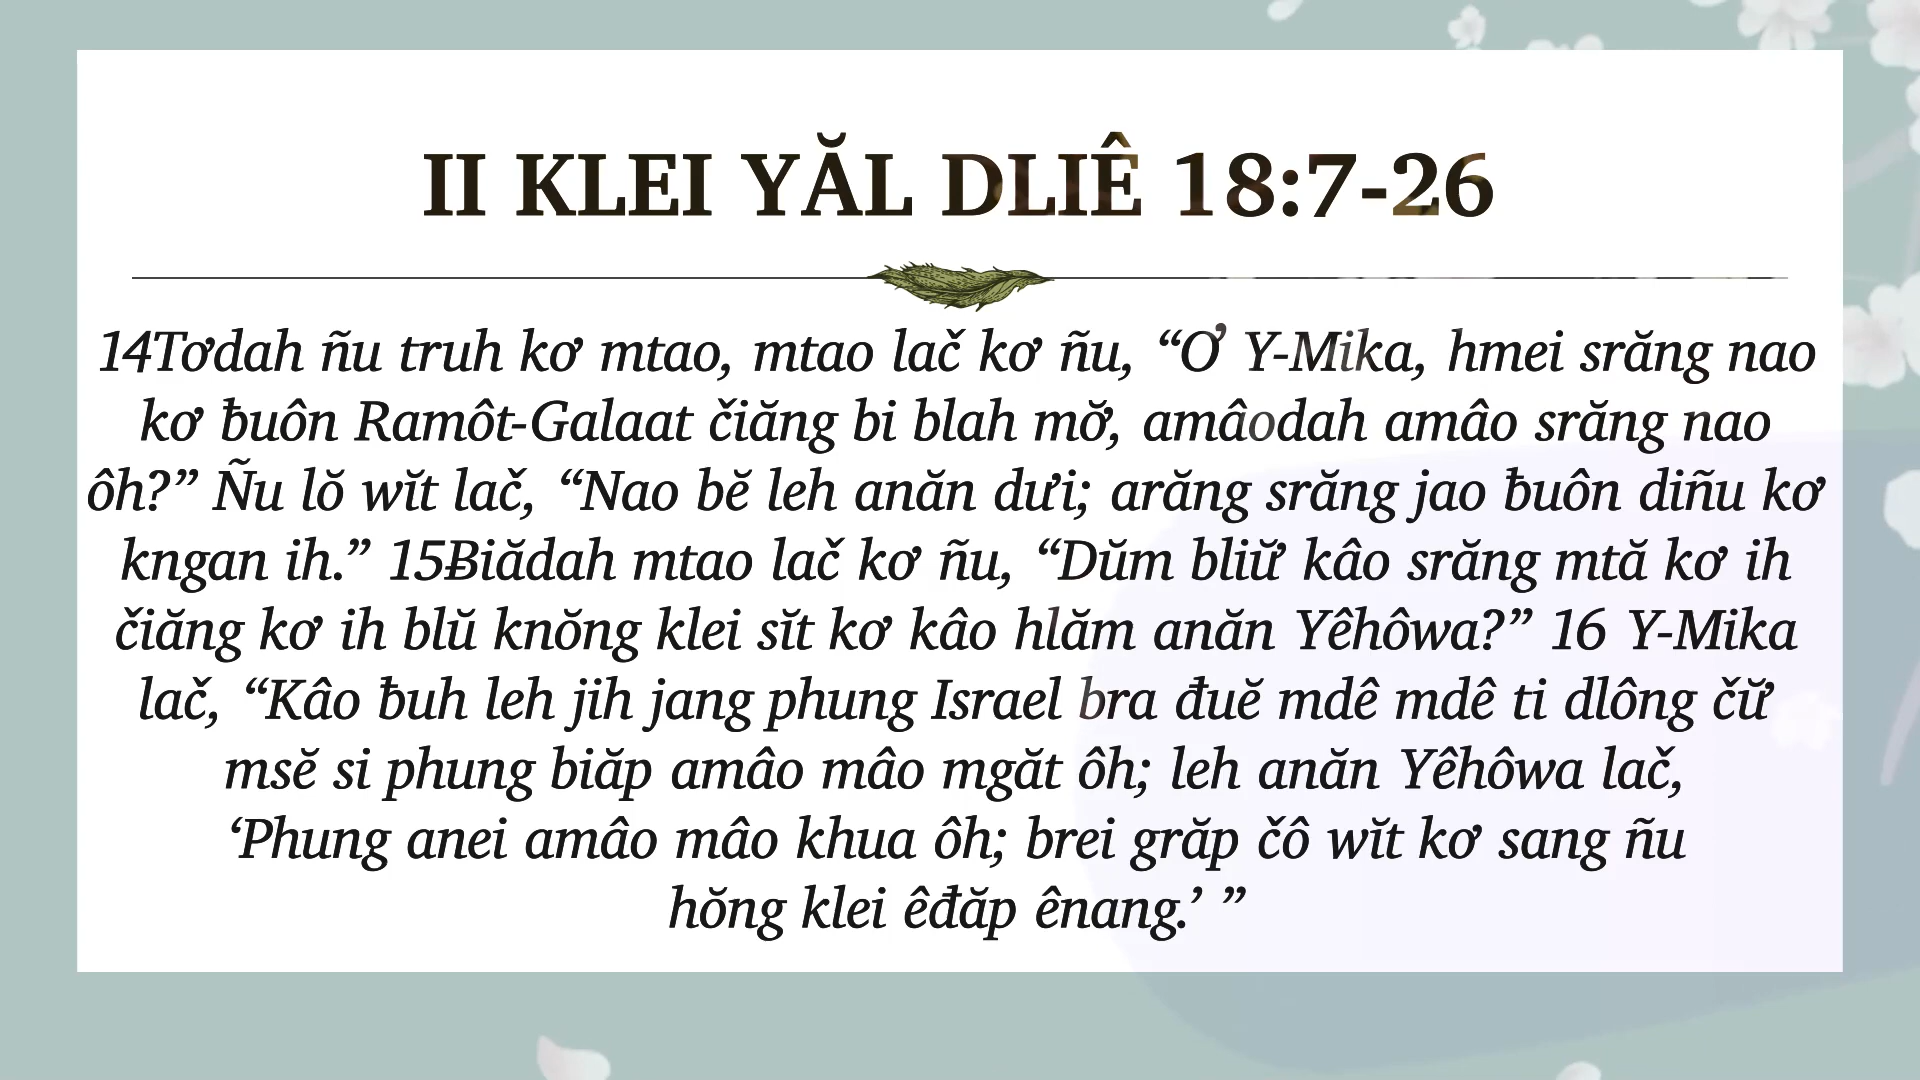 II KLEI YĂL DLIÊ 18:7-26
14Tơdah ñu truh kơ mtao, mtao lač kơ ñu, “Ơ̆ Y-Mika, hmei srăng nao
kơ ƀuôn Ramôt-Galaat čiăng bi blah mơ̆, amâodah amâo srăng nao
ôh?” Ñu lŏ wĭt lač, “Nao bĕ leh anăn dưi; arăng srăng jao ƀuôn diñu kơ
kngan ih.” 15Ƀiădah mtao lač kơ ñu, “Dŭm bliư̆ kâo srăng mtă kơ ih
čiăng kơ ih blŭ knŏng klei sĭt kơ kâo hlăm anăn Yêhôwa?” 16 Y-Mika
lač, “Kâo ƀuh leh jih jang phung Israel bra đuĕ mdê mdê ti dlông čư̆
msĕ si phung biăp amâo mâo mgăt ôh; leh anăn Yêhôwa lač,
‘Phung anei amâo mâo khua ôh; brei grăp čô wĭt kơ sang ñu
hŏng klei êđăp ênang.’ ”